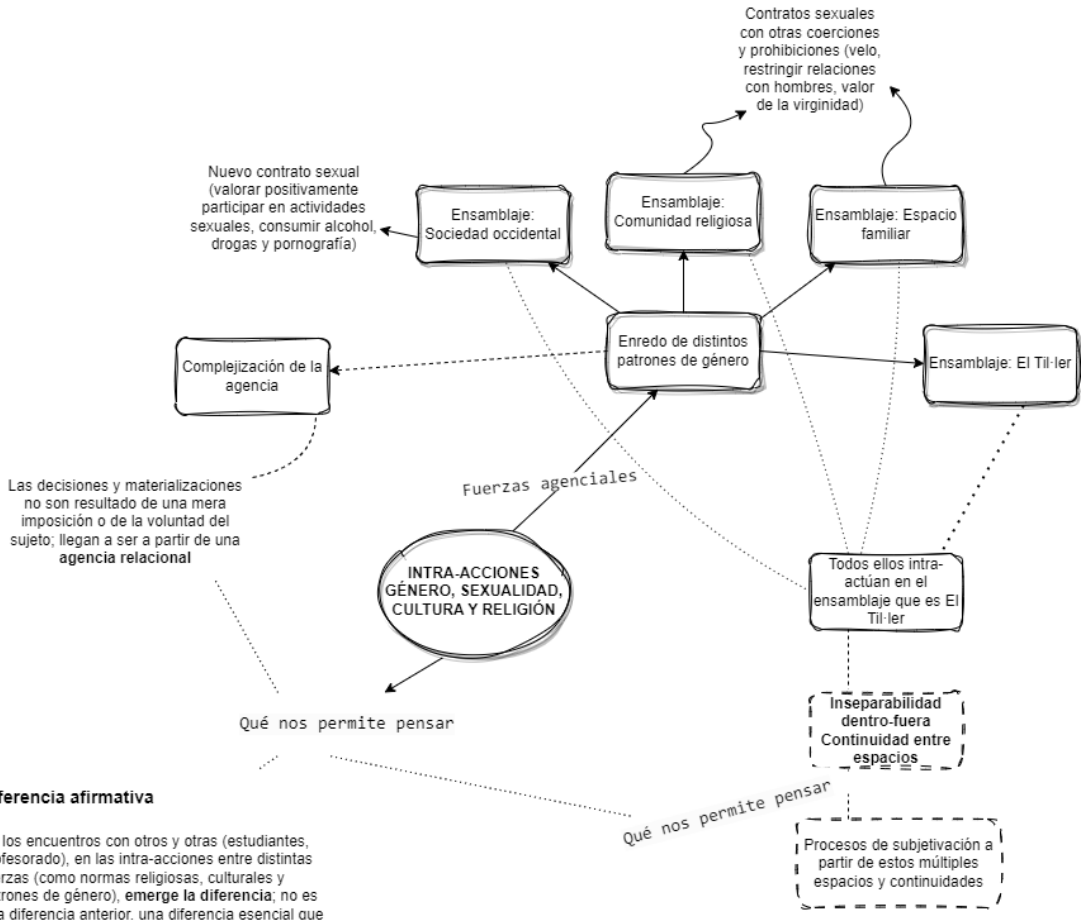 Contratos sexuales
con otras coerciones
y prohibiciones (velo,
restringir relaciones
con hombres, valor
de la virginidad)
Nuevo contrato sexual
(valorar positivamente
participar en actividades
sexuales, consumir alcohol,
drogas y pornografía)
Ensamblaje:
Sociedad occidental
Ensamblaje:
Comunidad religiosa
Ensamblaje: Espacio
familiar
Enredo de distintos
patrones de género
Ensamblaje: El Til·ler
Complejización de la
agencia
Las decisiones y materializaciones
no son resultado de una mera
imposición o de la voluntad del
sujeto; llegan a ser a partir de una
agencia relacional
Fuerzas agenciales
INTRA-ACCIONES
GÉNERO, SEXUALIDAD,
CULTURA Y RELIGIÓN
Todos ellos intra-
actúan en el
ensamblaje que es El
Til·ler
Qué nos permite pensar
Inseparabilidad
dentro-fuera
Continuidad entre
espacios
Qué nos permite pensar
Procesos de subjetivación a
partir de estos múltiples
espacios y continuidades
ferencia afirmativa
los encuentros con otros y otras (estudiantes,
ofesorado), en las intra-acciones entre distintas
erzas (como normas religiosas, culturales y
trones de género), emerge la diferencia; no es
a diferencia anterior, una diferencia esencial que